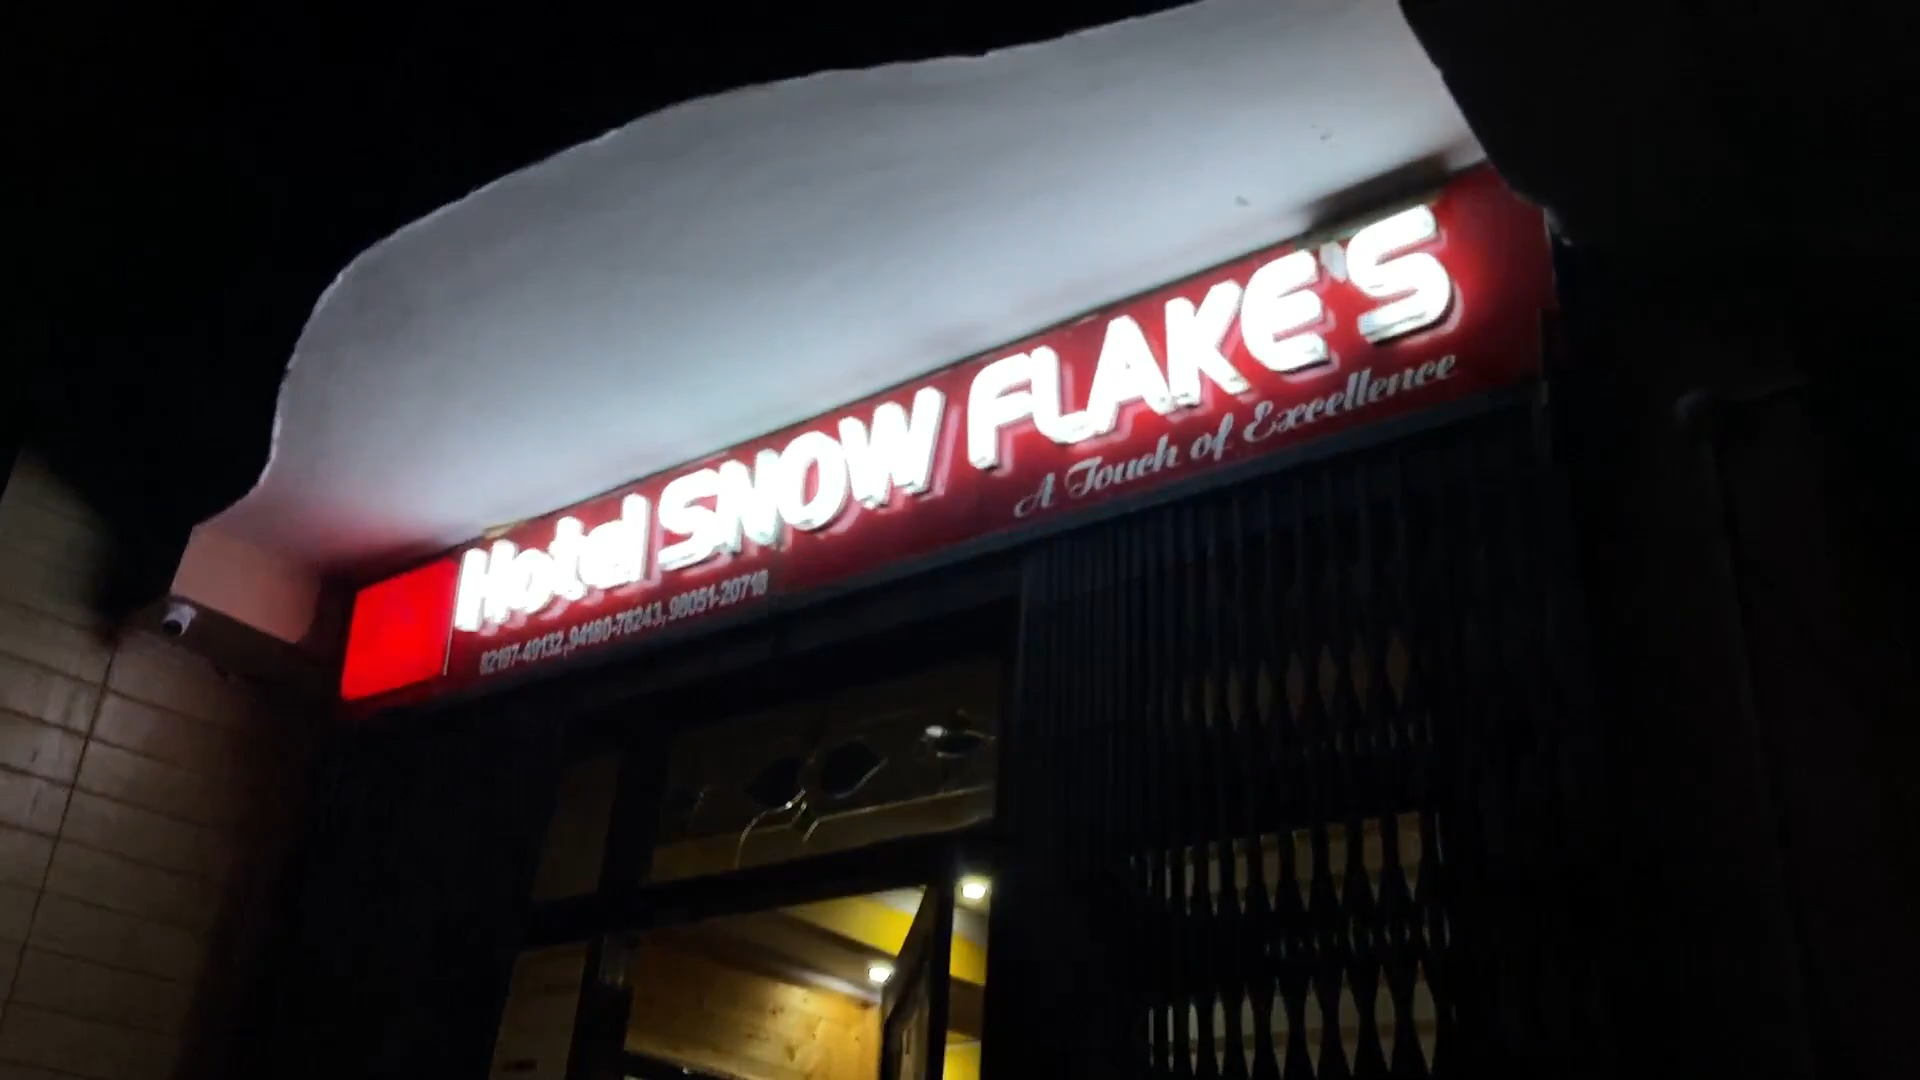 Hotel SNOW FLAKE'S
A Touch of Excellence
82197-49132, 94180-78243, 98051-20718